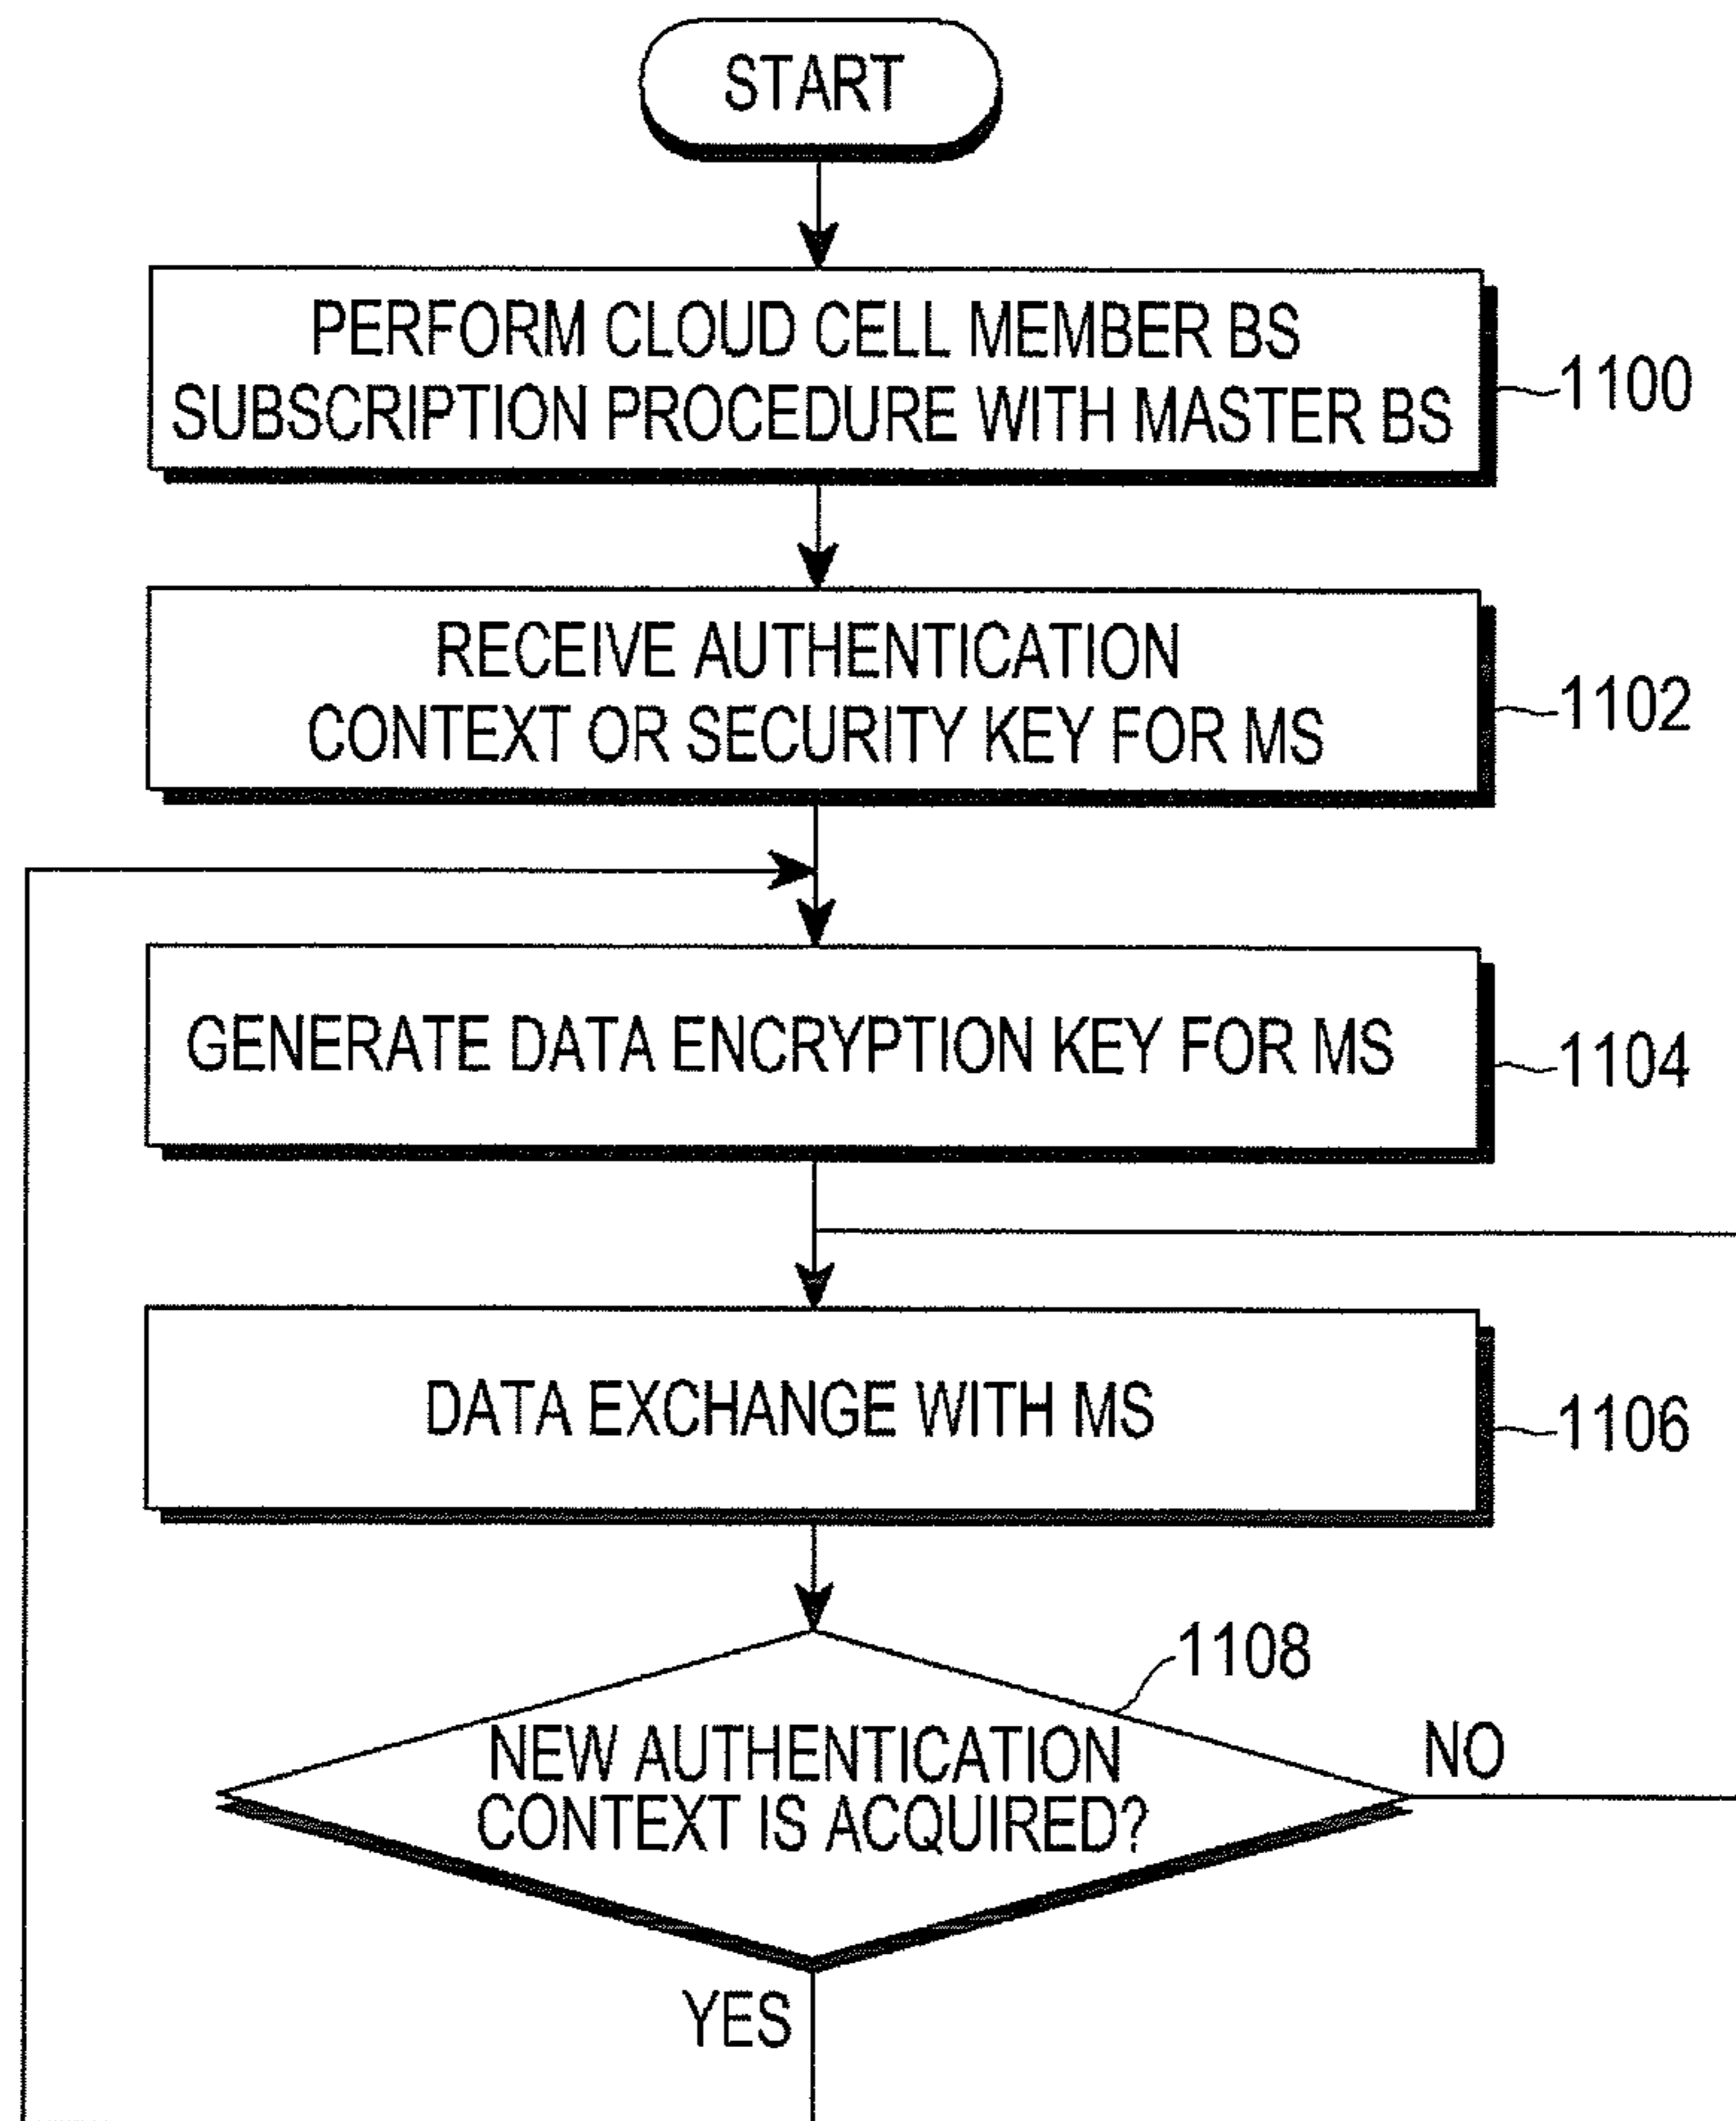 START
PERFORM CLOUD CELL MEMBER BS
SUBSCRIPTION PROCEDURE WITH MASTER BS
1100
RECEIVE AUTHENTICATION
CONTEXT OR SECURITY KEY FOR MS
1102
GENERATE DATA ENCRYPTION KEY FOR MS
1104
DATA EXCHANGE WITH MS
1106
1108
NEW AUTHENTICATION
CONTEXT IS ACQUIRED?
NO
YES